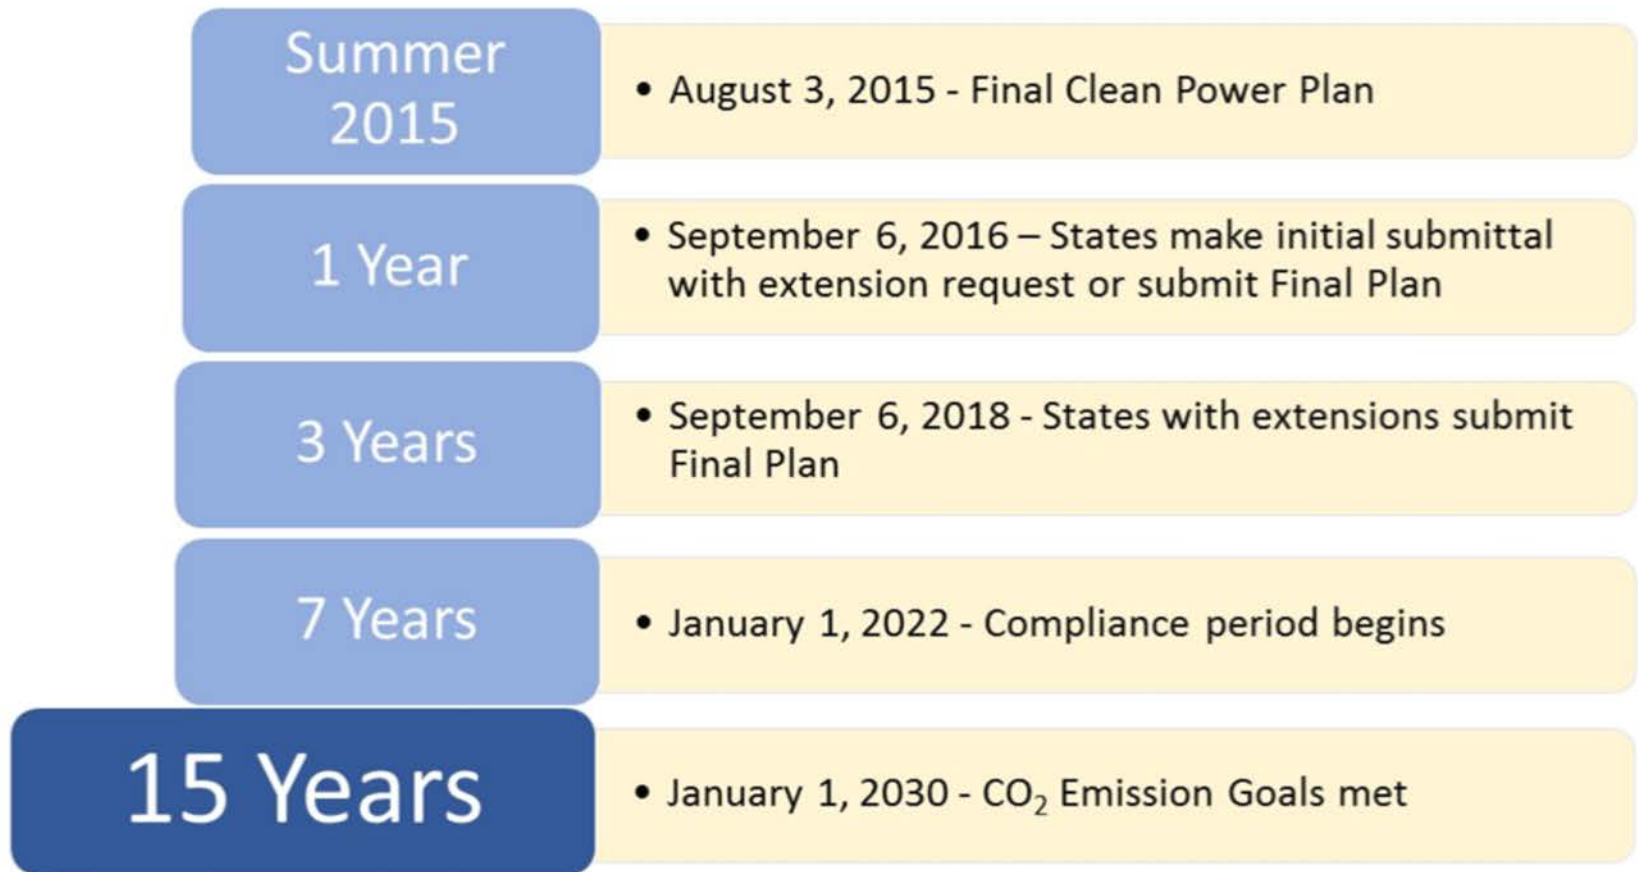 Summer
2015
• August 3, 2015 - Final Clean Power Plan
1 Year
• September 6, 2016 – States make initial submittal
with extension request or submit Final Plan
3 Years
• September 6, 2018 - States with extensions submit
Final Plan
7 Years
• January 1, 2022 - Compliance period begins
15 Years
• January 1, 2030 - CO₂ Emission Goals met